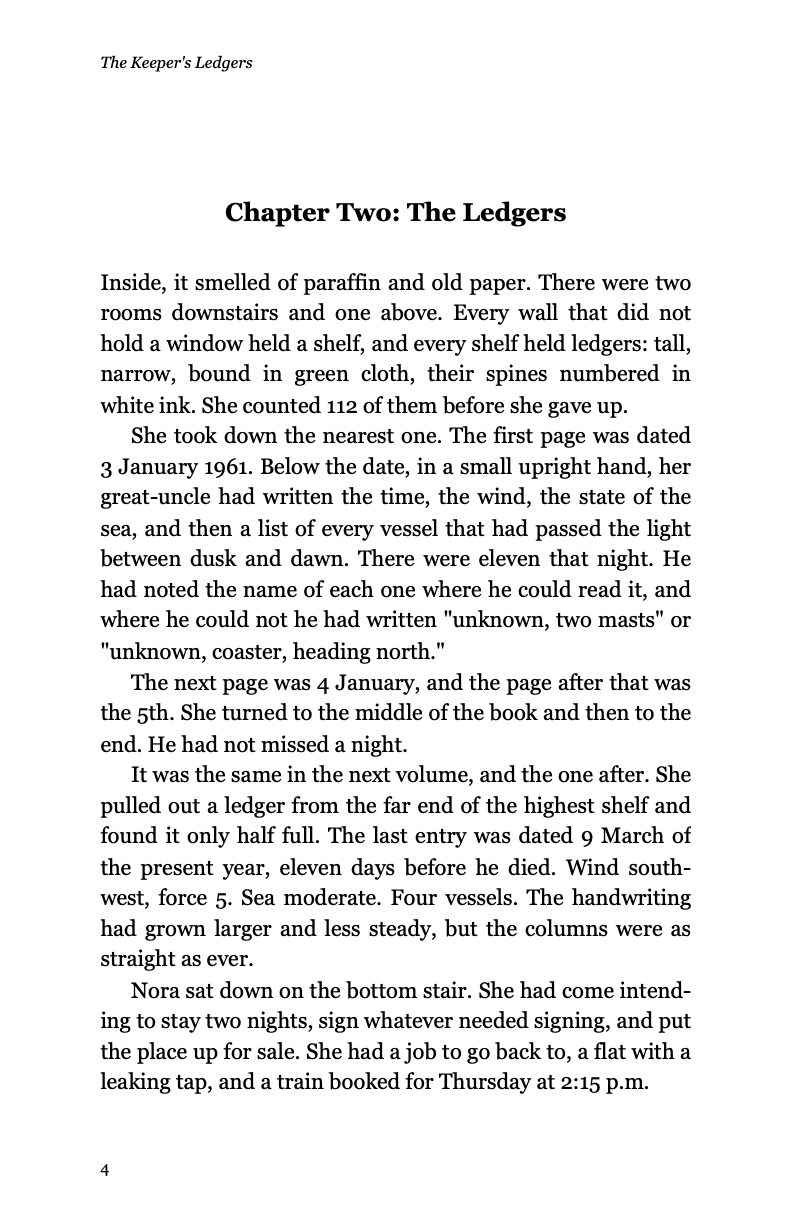 The Keeper's Ledgers
Chapter Two: The Ledgers
Inside, it smelled of paraffin and old paper. There were two
rooms downstairs and one above. Every wall that did not
hold a window held a shelf, and every shelf held ledgers: tall,
narrow, bound in green cloth, their spines numbered in
white ink. She counted 112 of them before she gave up.
She took down the nearest one. The first page was dated
3 January 1961. Below the date, in a small upright hand, her
great-uncle had written the time, the wind, the state of the
sea, and then a list of every vessel that had passed the light
between dusk and dawn. There were eleven that night. He
had noted the name of each one where he could read it, and
where he could not he had written "unknown, two masts" or
"unknown, coaster, heading north."
The next page was 4 January, and the page after that was
the 5th. She turned to the middle of the book and then to the
end. He had not missed a night.
It was the same in the next volume, and the one after. She
pulled out a ledger from the far end of the highest shelf and
found it only half full. The last entry was dated 9 March of
the present year, eleven days before he died. Wind south-
west, force 5. Sea moderate. Four vessels. The handwriting
had grown larger and less steady, but the columns were as
straight as ever.
Nora sat down on the bottom stair. She had come intend-
ing to stay two nights, sign whatever needed signing, and put
the place up for sale. She had a job to go back to, a flat with a
leaking tap, and a train booked for Thursday at 2:15 p.m.
4